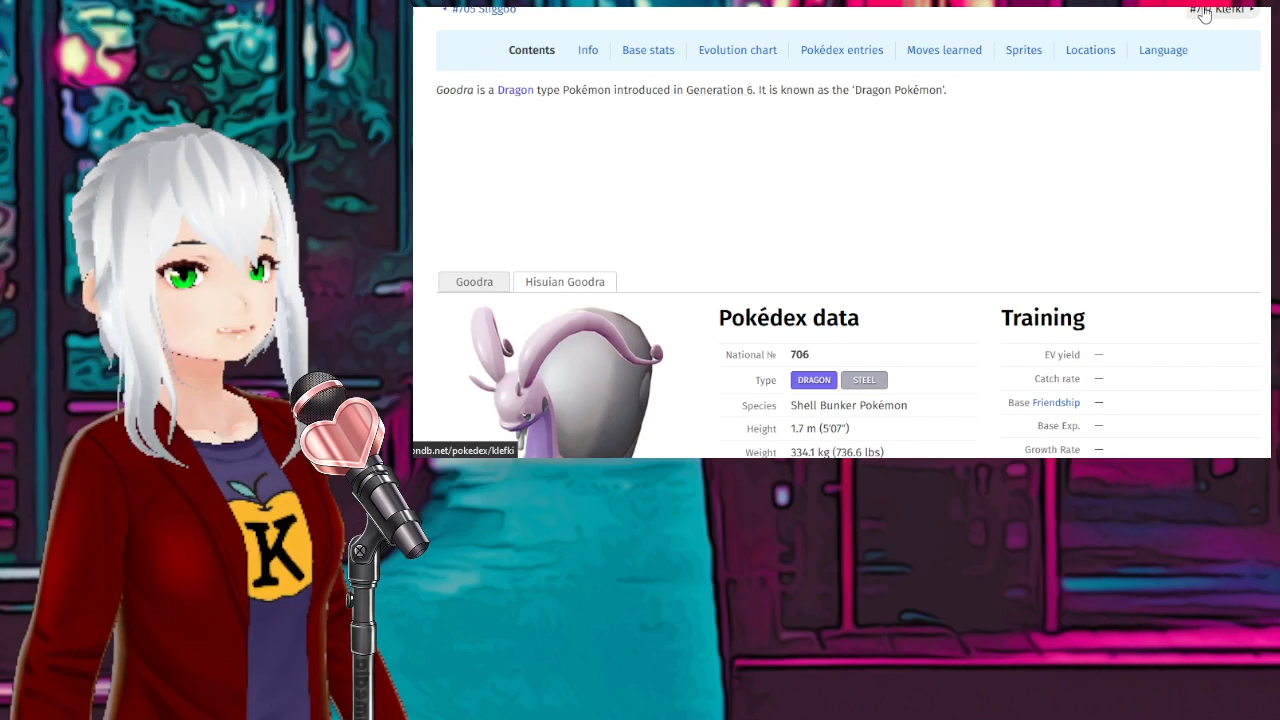 #705 Sliggoo
Klefki
Contents Info Base stats Evolution chart Pokédex entries Moves learned Sprites Locations Language
Goodra is a Dragon type Pokémon introduced in Generation 6. It is known as the ‘Dragon Pokémon’.
Goodra Hisuian Goodra
Pokédex data
National № 706
Type DRAGON STEEL
Species Shell Bunker Pokémon
Height 1.7 m (5′07″)
Weight 334.1 kg (736.6 lbs)
Training
EV yield —
Catch rate —
Base Friendship —
Base Exp. —
Growth Rate —
ondb.net/pokedex/klefki
K